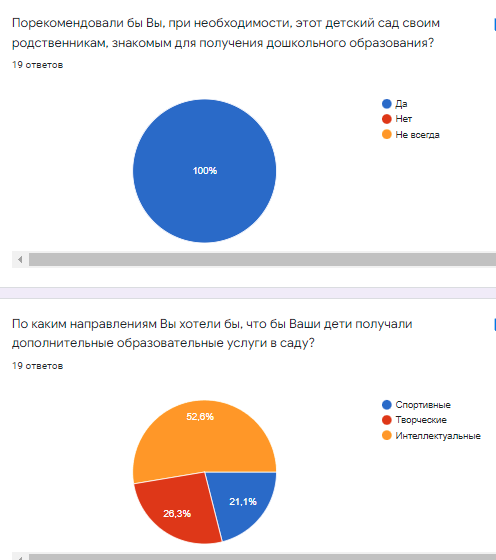 Порекомендовали бы Вы, при необходимости, этот детский сад своим
родственникам, знакомым для получения дошкольного образования?
19 ответов
Да
Нет
Не всегда
100%
По каким направлениям Вы хотели бы, что бы Ваши дети получали
дополнительные образовательные услуги в саду?
19 ответов
Спортивные
Творческие
Интеллектуальные
52,6%
21,1%
26,3%